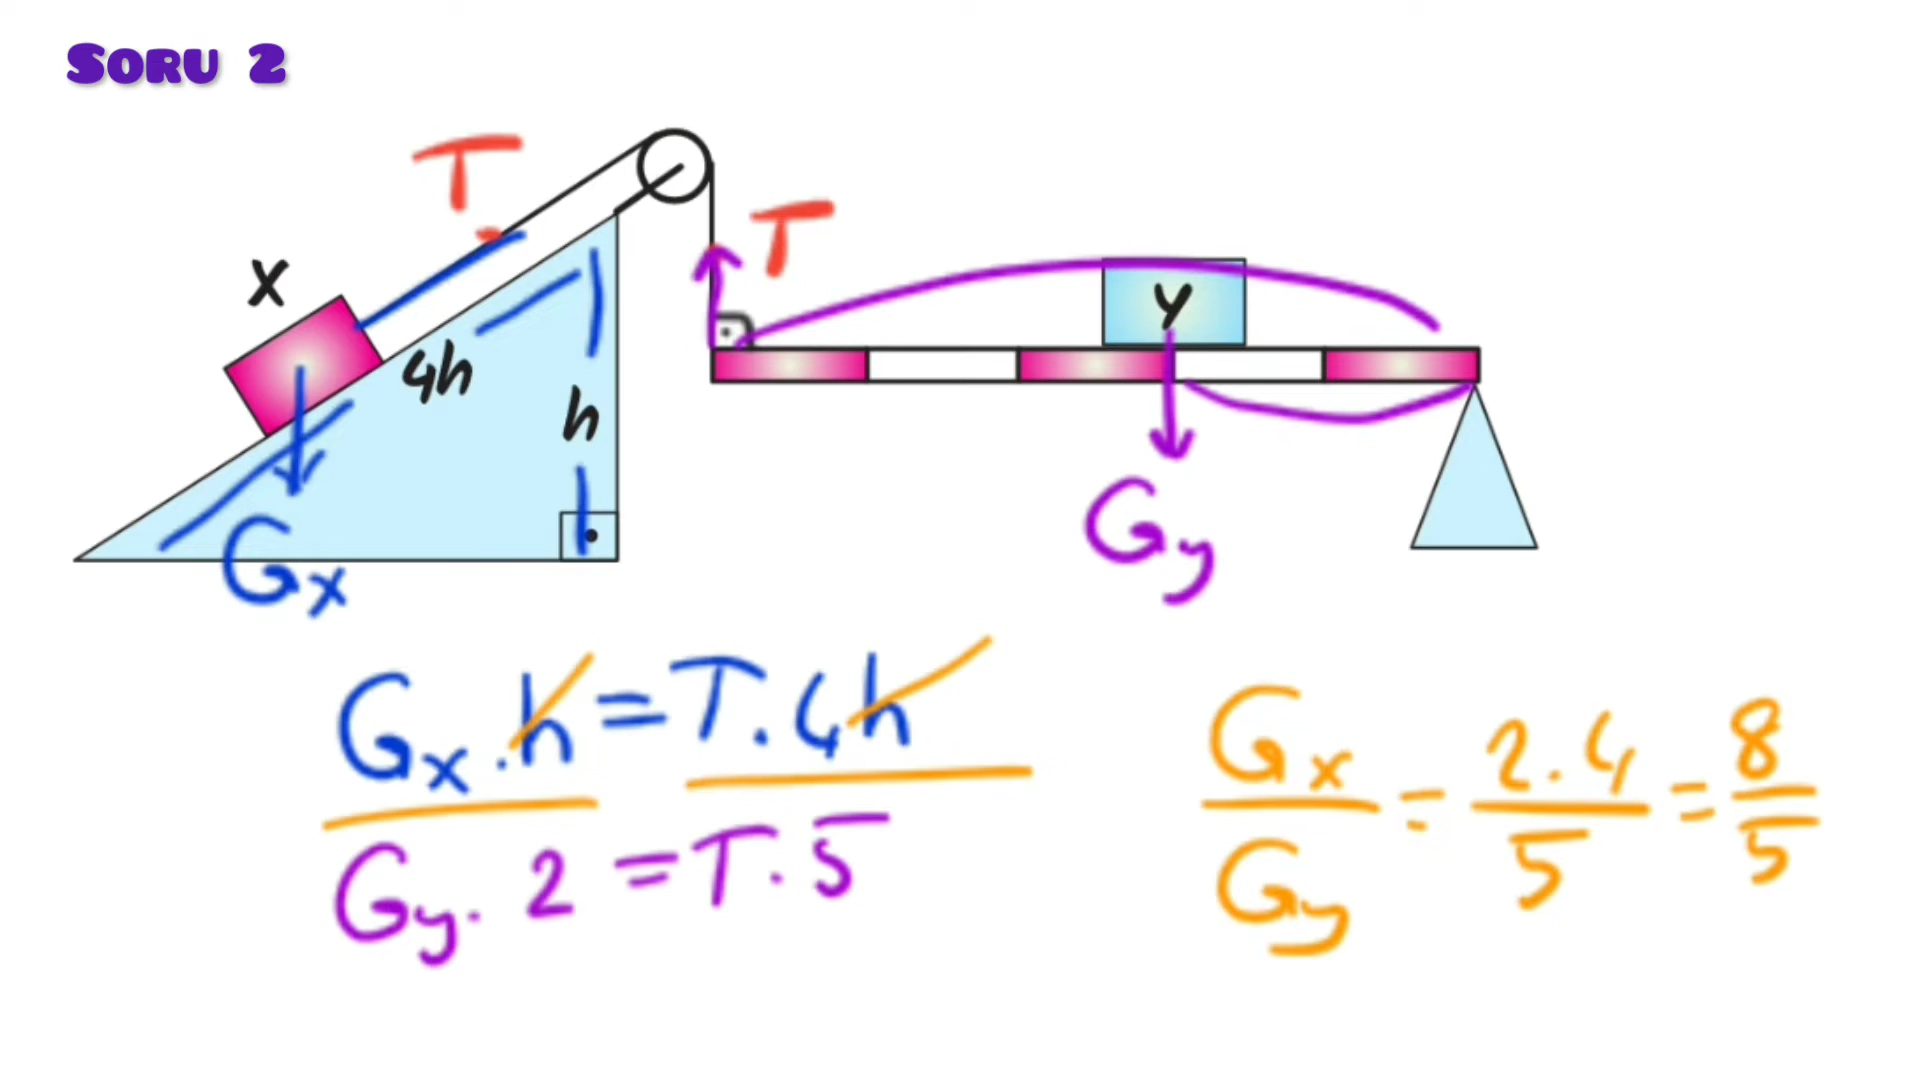 SORU 2
T
T
X
Y
4h
h
Gx
Gy
Gx . h = T . 4h
Gy . 2 = T . 5
Gx / Gy = 2 . 4 / 5 = 8 / 5